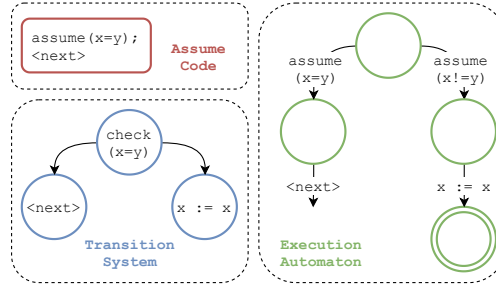 assume(x=y);
<next>
Assume
Code
check
(x=y)
<next>
x := x
Transition
System
assume
(x=y)
assume
(x!=y)
<next>
x := x
Execution
Automaton